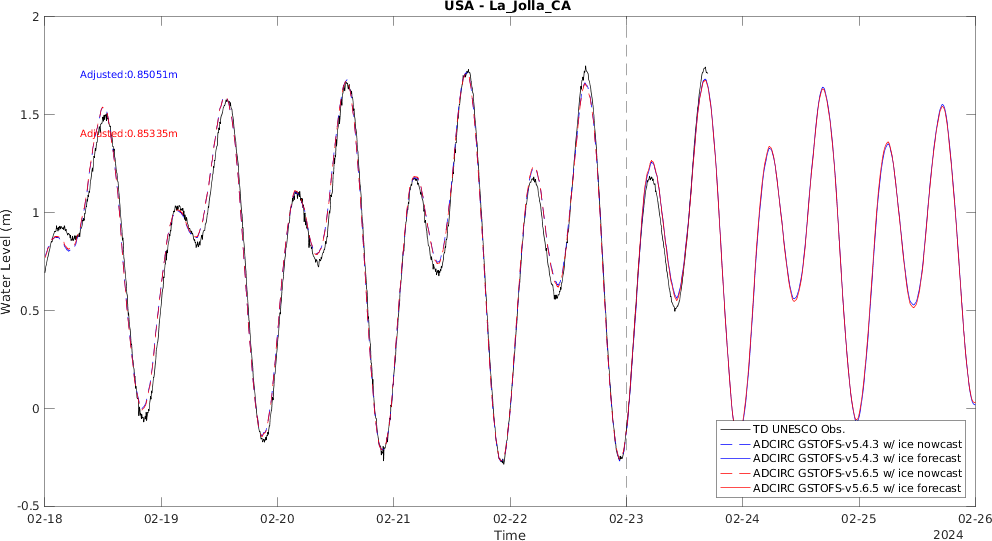 USA - La_Jolla_CA
2
Adjusted:0.85051m
1.5
Adjusted:0.85335m
1
Water Level (m)
0.5
0
-0.5
TD UNESCO Obs.
ADCIRC GSTOFS-v5.4.3 w/ ice nowcast
ADCIRC GSTOFS-v5.4.3 w/ ice forecast
ADCIRC GSTOFS-v5.6.5 w/ ice nowcast
ADCIRC GSTOFS-v5.6.5 w/ ice forecast
02-18 02-19 02-20 02-21 02-22 02-23 02-24 02-25 02-26
Time
2024